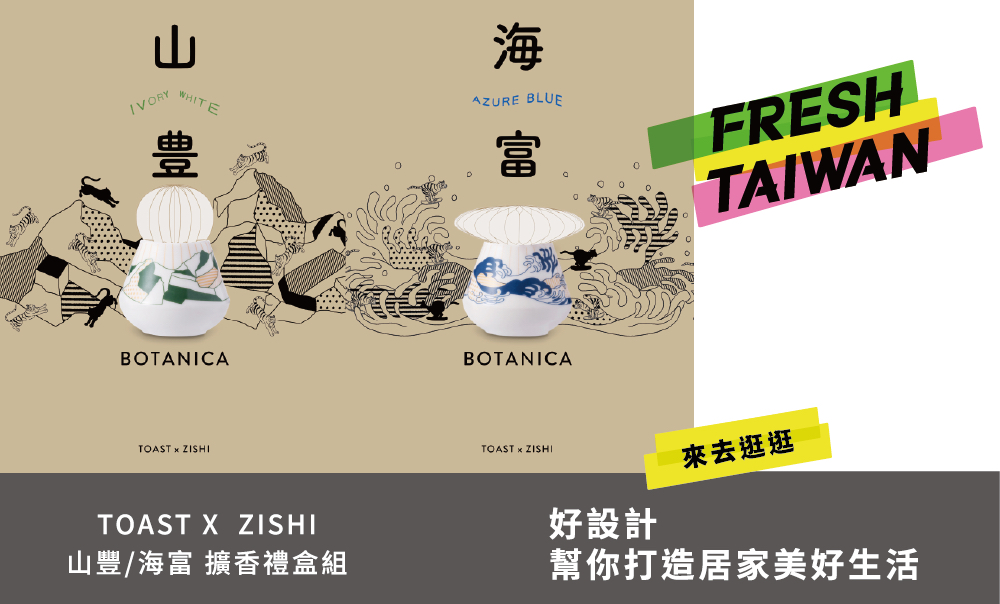 山
IVORY WHITE
豊
BOTANICA
TOAST x ZISHI
海
AZURE BLUE
富
BOTANICA
TOAST x ZISHI
FRESH
TAIWAN
來去逛逛
TOAST X ZISHI
山豐/海富 擴香禮盒組
好設計
幫你打造居家美好生活